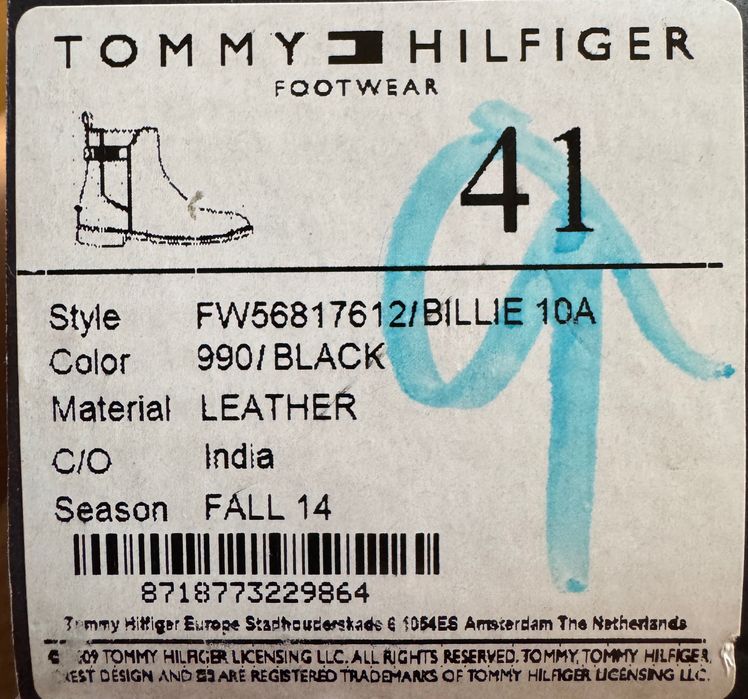 TOMMY HILFIGER
FOOTWEAR
41
Style FW56817612/BILLIE 10A
Color 990/BLACK
Material LEATHER
C/O India
Season FALL 14
8718773229864
Tommy Hilfiger Europe Stadhouderskade 6 1054ES Amsterdam The Netherlands
09 TOMMY HILFIGER LICENSING LLC. ALL RIGHTS RESERVED. TOMMY, TOMMY HILFIGER,
DESIGN AND ARE REGISTERED TRADEMARKS OF TOMMY HILFIGER LICENSING LLC.